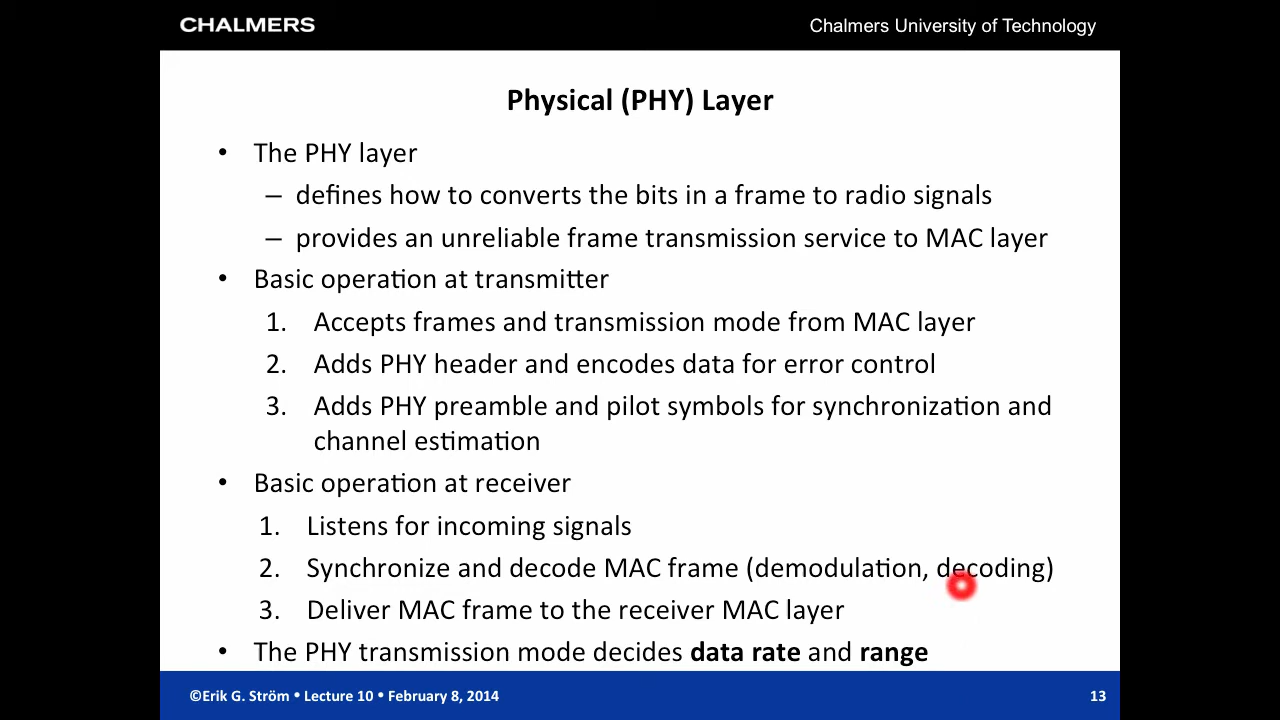 CHALMERS
Chalmers University of Technology
Physical (PHY) Layer
• The PHY layer
– defines how to converts the bits in a frame to radio signals
– provides an unreliable frame transmission service to MAC layer
• Basic operation at transmitter
1. Accepts frames and transmission mode from MAC layer
2. Adds PHY header and encodes data for error control
3. Adds PHY preamble and pilot symbols for synchronization and
channel estimation
• Basic operation at receiver
1. Listens for incoming signals
2. Synchronize and decode MAC frame (demodulation, decoding)
3. Deliver MAC frame to the receiver MAC layer
• The PHY transmission mode decides data rate and range
©Erik G. Ström • Lecture 10 • February 8, 2014
13